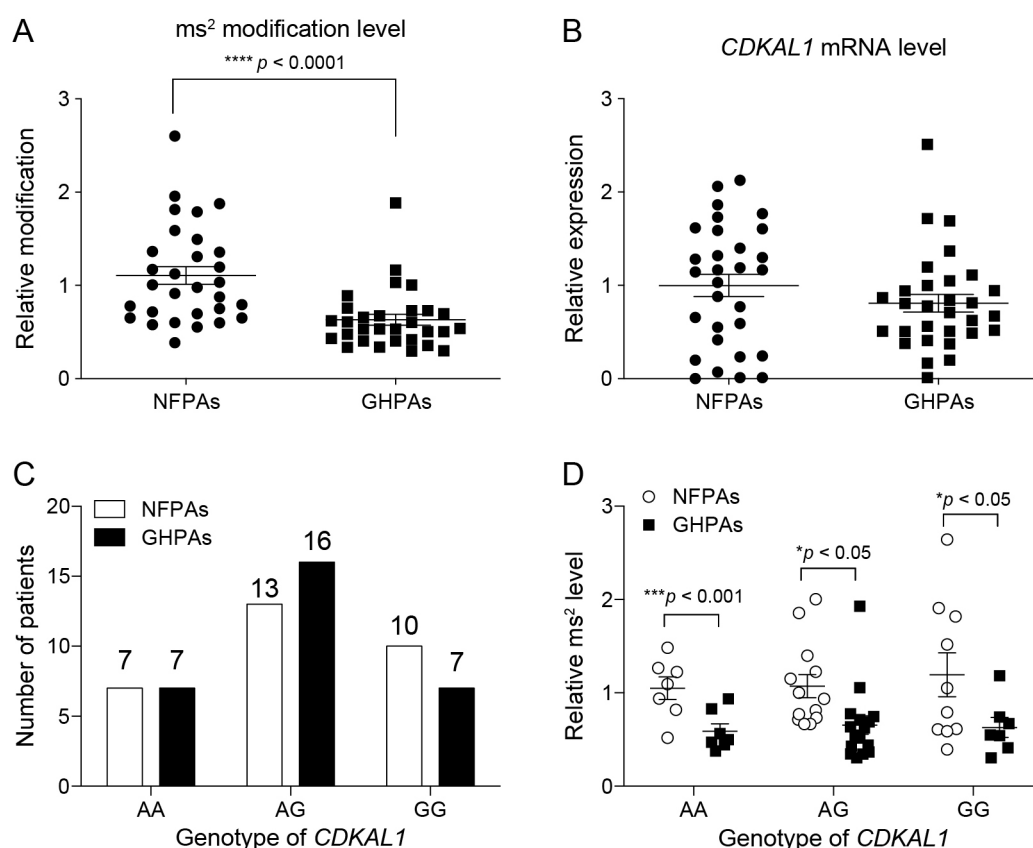 A
ms² modification level
**** p < 0.0001
Relative modification
3
2
1
0
NFPAs GHPAs
B
CDKAL1 mRNA level
Relative expression
3
2
1
0
NFPAs GHPAs
C
NFPAs
GHPAs
Number of patients
20
15
10
5
0
7 7 13 16 10 7
AA AG GG
Genotype of CDKAL1
D
NFPAs
GHPAs
Relative ms² level
3
2
1
0
***p < 0.001
*p < 0.05
*p < 0.05
AA AG GG
Genotype of CDKAL1